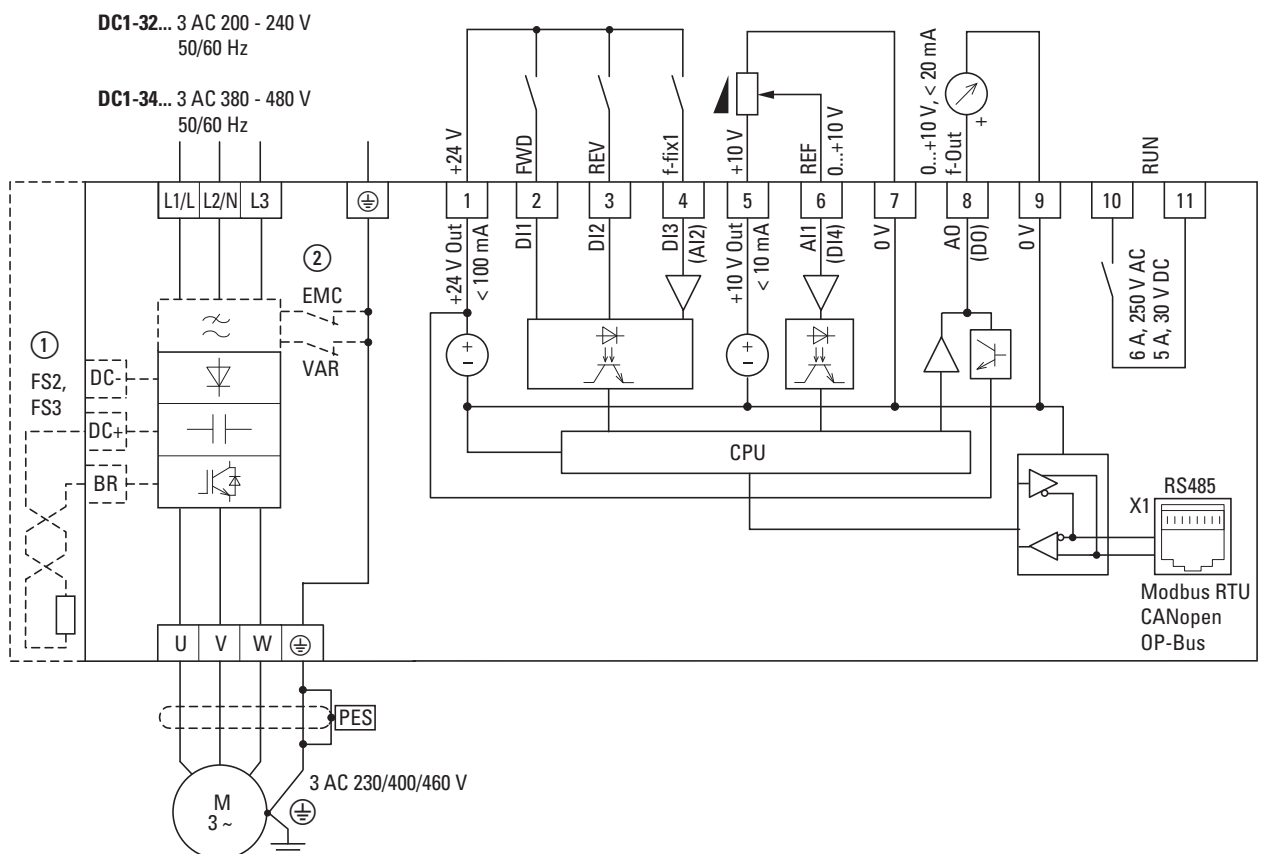 DC1-32... 3 AC 200 - 240 V
50/60 Hz
DC1-34... 3 AC 380 - 480 V
50/60 Hz
+24 V
FWD
REV
f-fix1
+10 V
REF
0...+10 V
0...+10 V, < 20 mA
f-Out
+
RUN
L1/L L2/N L3
1 2 3 4 5 6 7 8 9 10 11
+24 V Out
< 100 mA
DI1
DI2
DI3
(AI2)
+10 V Out
< 10 mA
AI1
(DI4)
0 V
AO
(DO)
0 V
6 A, 250 V AC
5 A, 30 V DC
2
EMC
VAR
1
FS2,
FS3
DC-
DC+
BR
+
-
+
-
CPU
X1
RS485
Modbus RTU
CANopen
OP-Bus
U V W
PES
3 AC 230/400/460 V
M
3 ~